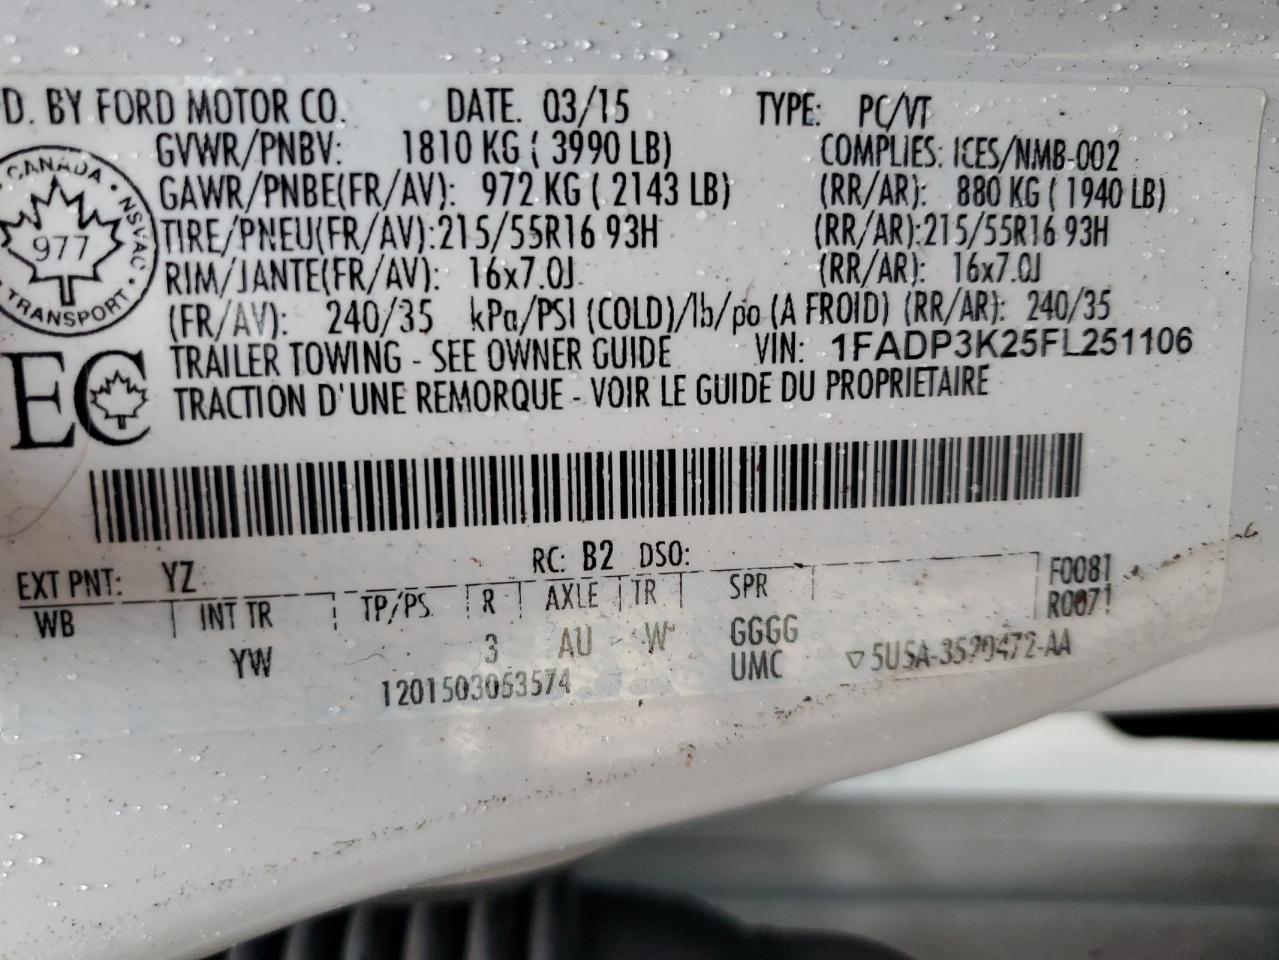 D. BY FORD MOTOR CO. DATE. 03/15 TYPE: PC/VT
GVWR/PNBV: 1810 KG ( 3990 LB) COMPLIES: ICES/NMB-002
GAWR/PNBE(FR/AV): 972 KG ( 2143 LB) (RR/AR): 880 KG ( 1940 LB)
TIRE/PNEU(FR/AV):215/55R16 93H (RR/AR):215/55R16 93H
RIM/JANTE(FR/AV): 16x7.0J (RR/AR): 16x7.0J
(FR/AV): 240/35 kPa/PSI (COLD)/lb/po (A FROID) (RR/AR): 240/35
TRAILER TOWING - SEE OWNER GUIDE VIN: 1FADP3K25FL251106
TRACTION D'UNE REMORQUE - VOIR LE GUIDE DU PROPRIETAIRE
CANADA NSVAC
977
TRANSPORT
EC
EXT PNT: YZ RC: B2 DSO:
WB INT TR TP/PS R AXLE TR SPR F0081
R0071
YW 3 AU W GGGG
UMC
1201503053574